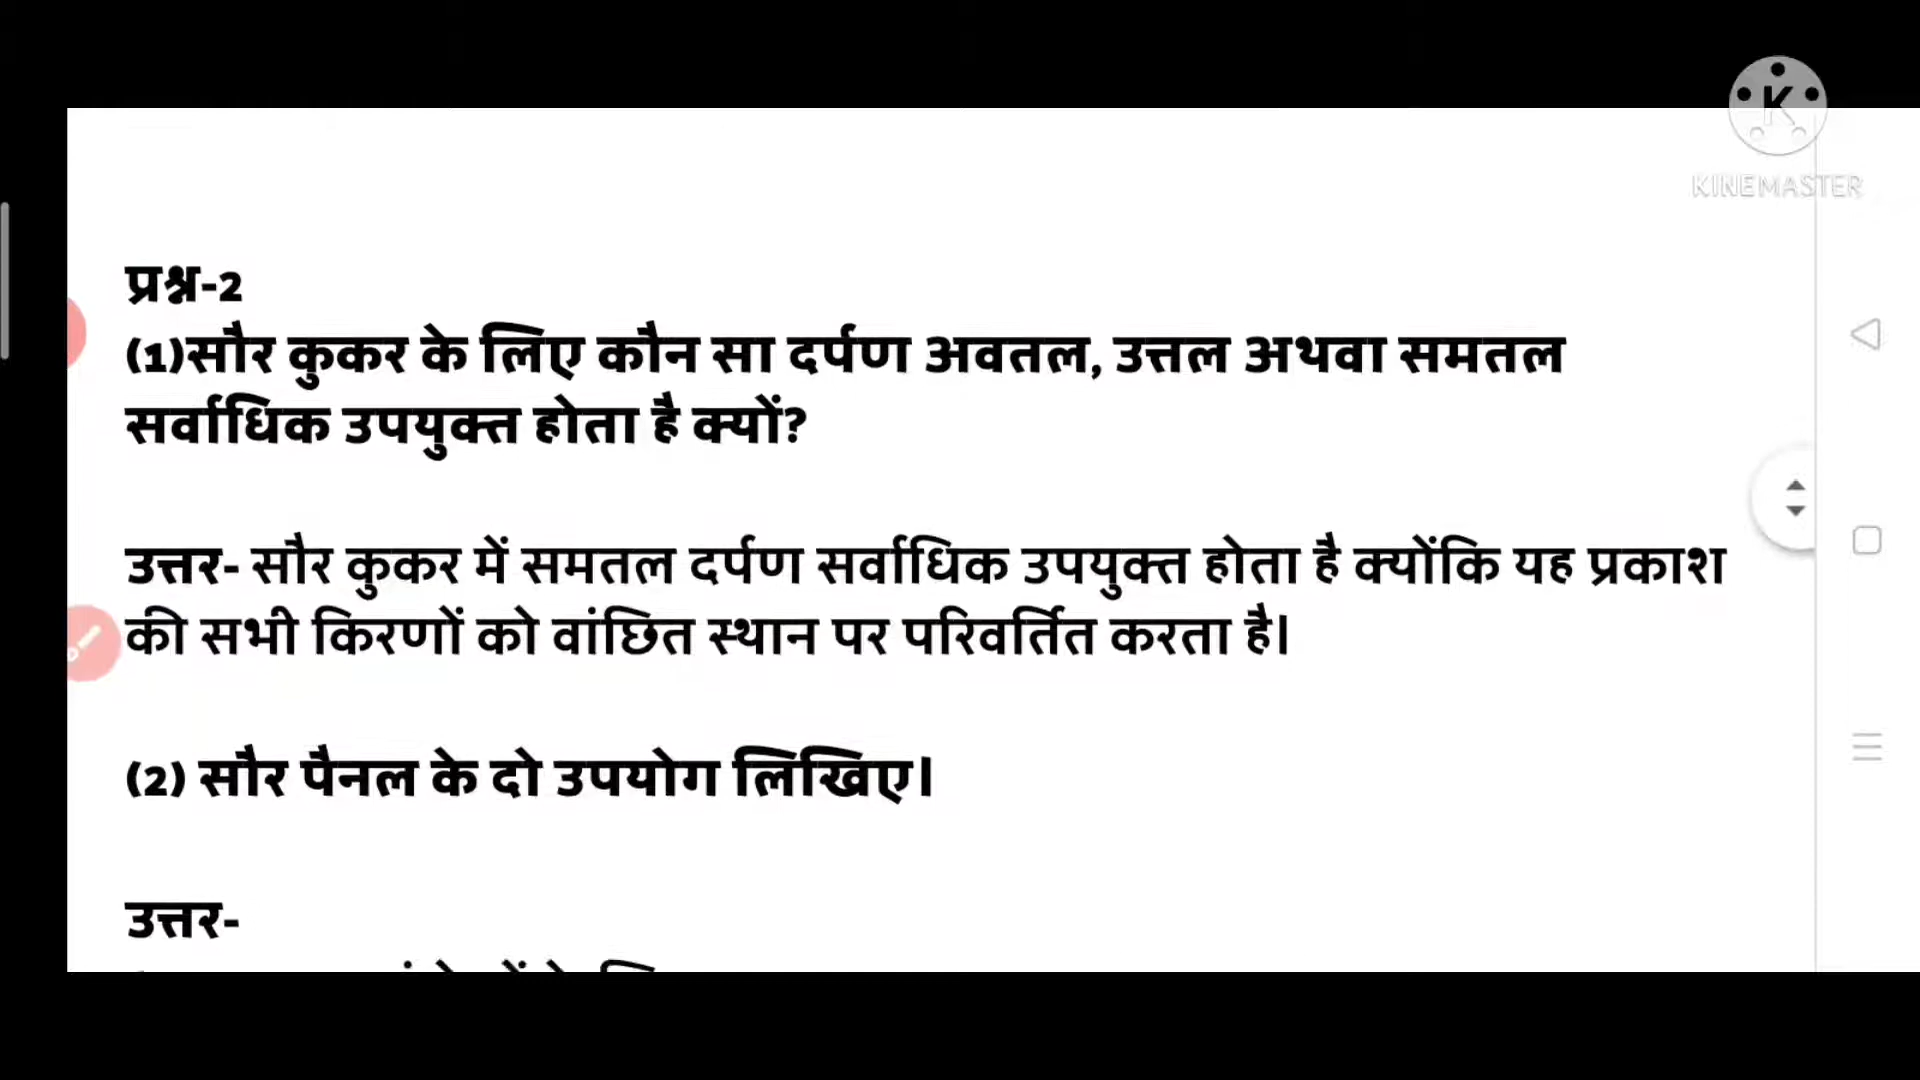 KINEMASTER
प्रश्न-2
(1)सौर कुकर के लिए कौन सा दर्पण अवतल, उत्तल अथवा समतल
सर्वाधिक उपयुक्त होता है क्यों?
उत्तर- सौर कुकर में समतल दर्पण सर्वाधिक उपयुक्त होता है क्योंकि यह प्रकाश
की सभी किरणों को वांछित स्थान पर परिवर्तित करता है।
(2) सौर पैनल के दो उपयोग लिखिए।
उत्तर-